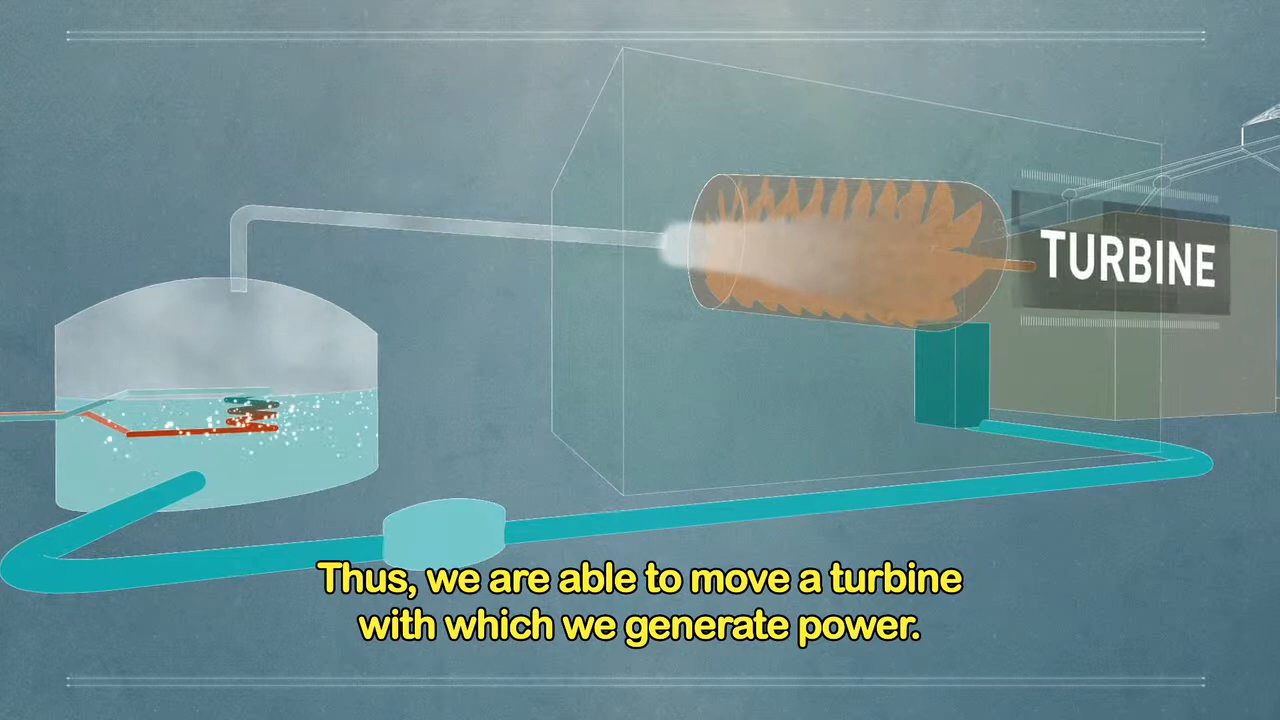 TURBINE
Thus, we are able to move a turbine
with which we generate power.